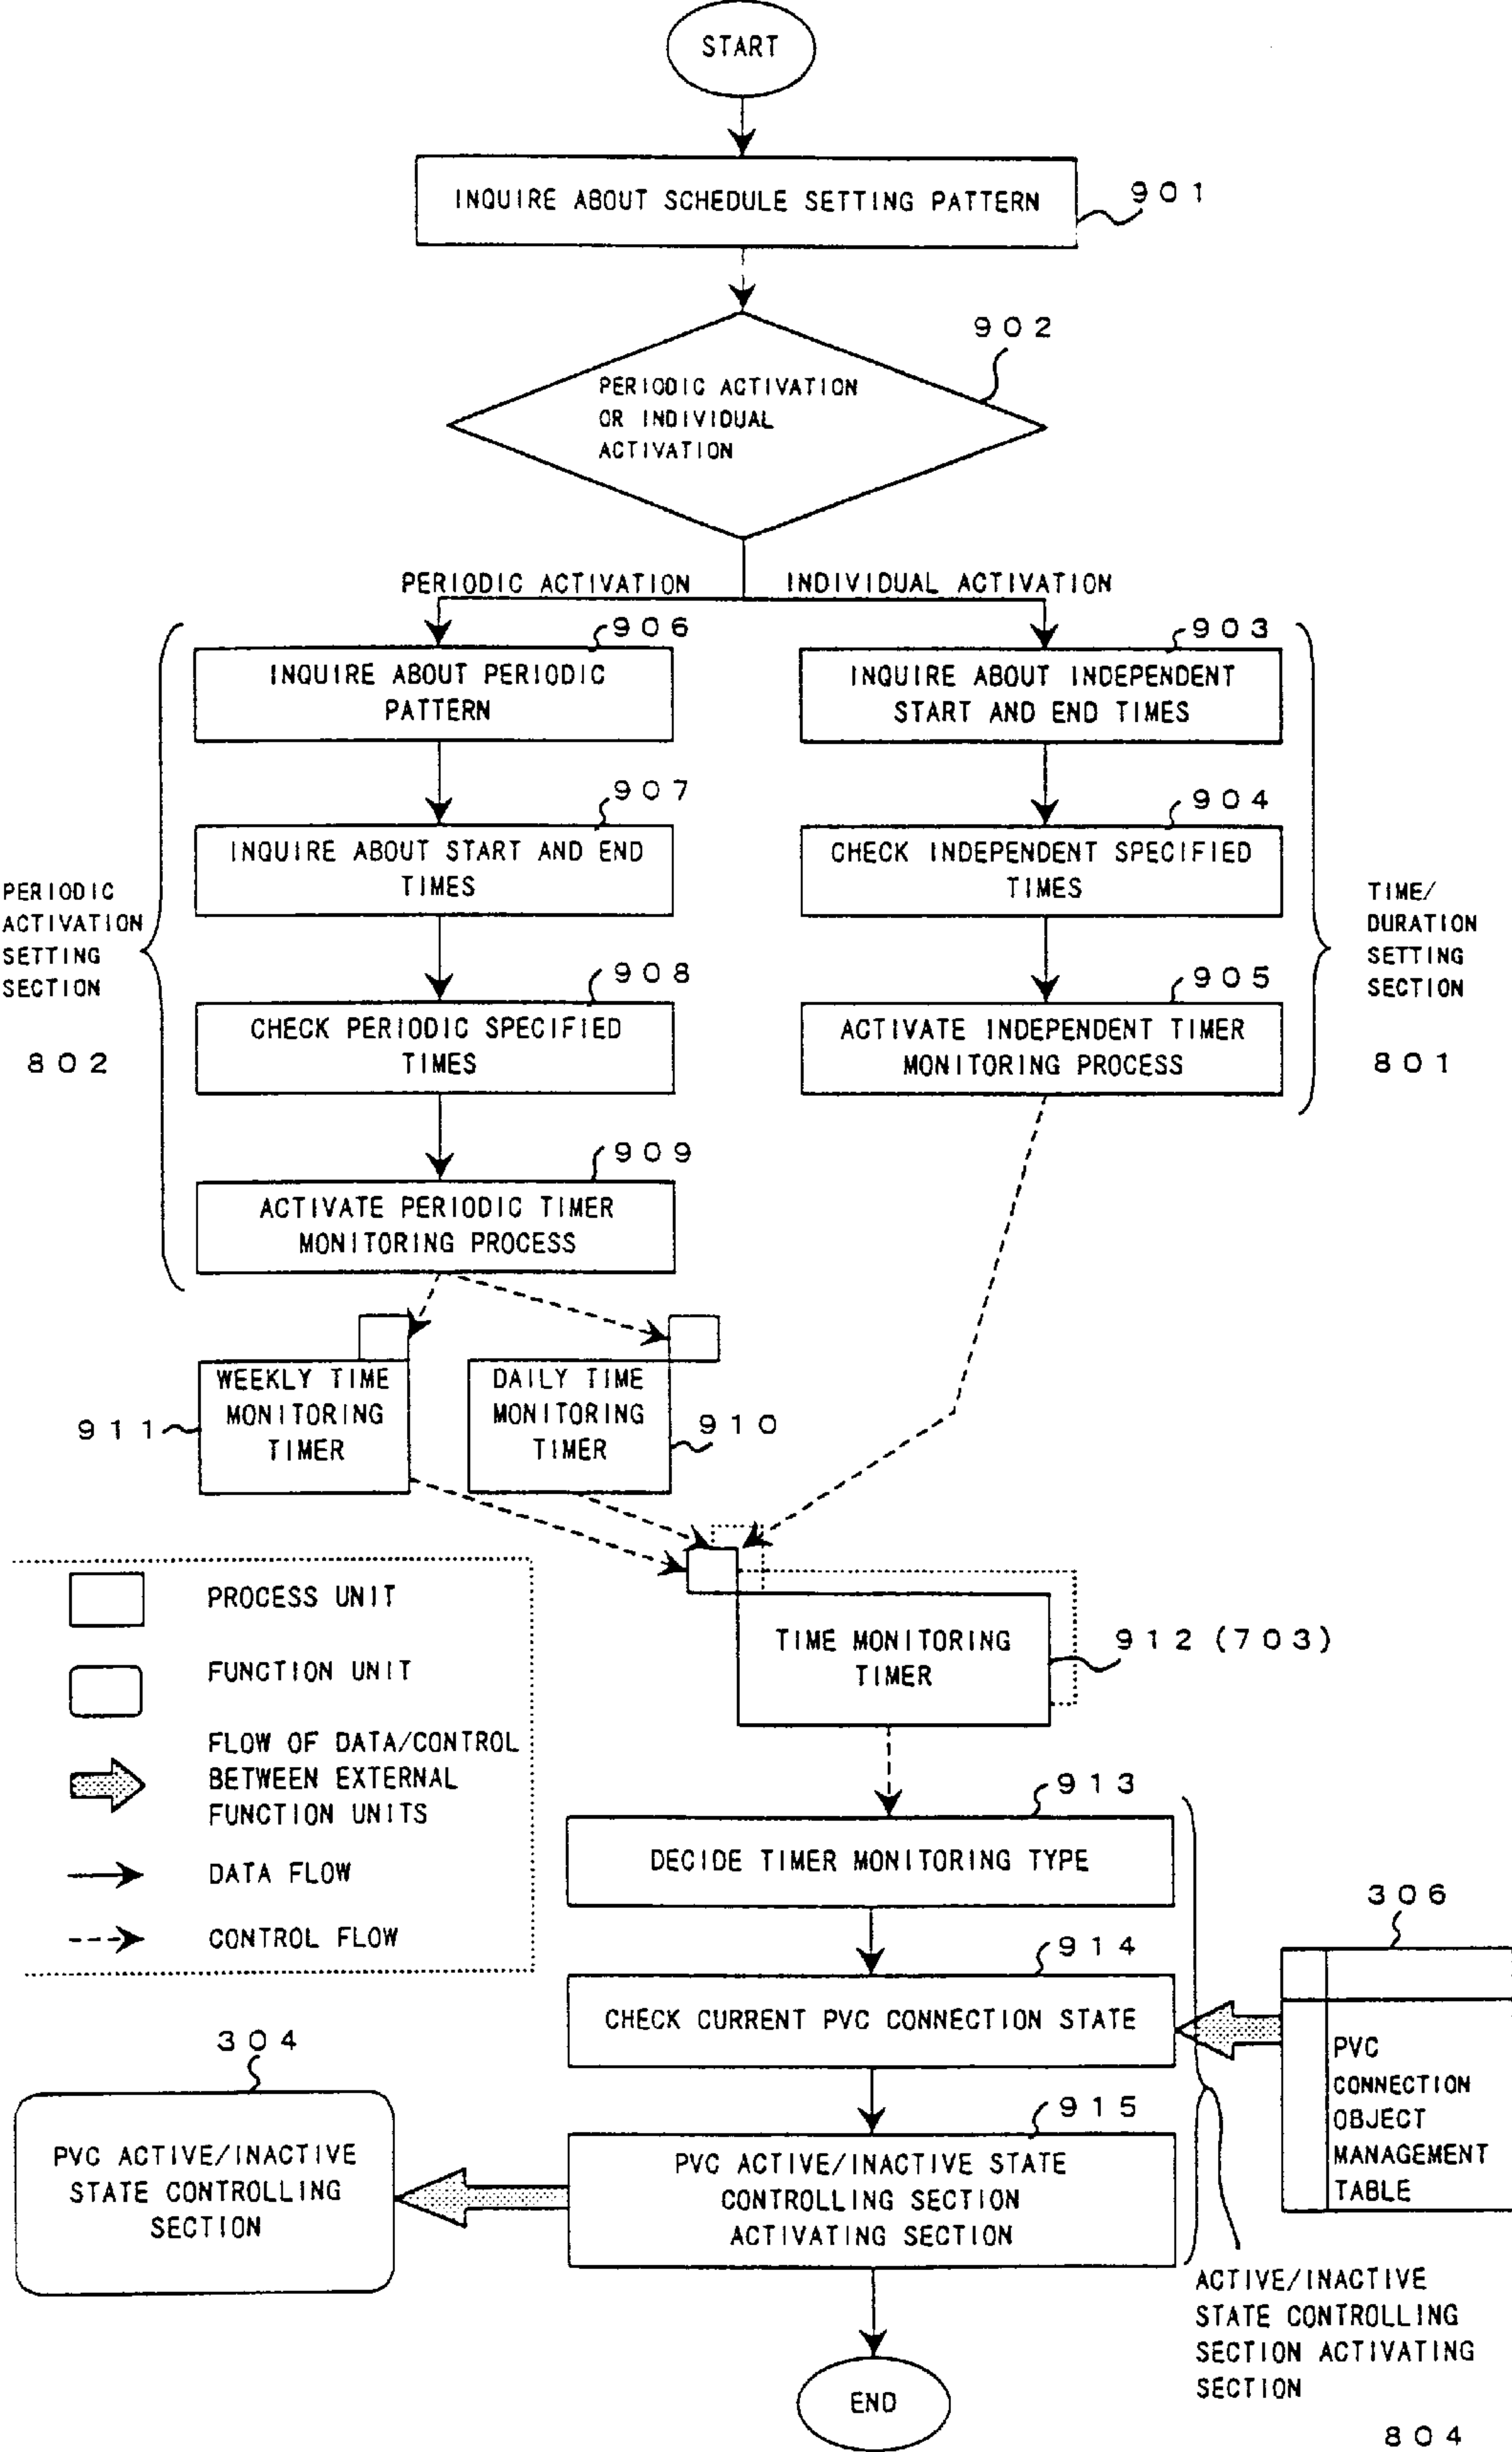 START
INQUIRE ABOUT SCHEDULE SETTING PATTERN
901
902
PERIODIC ACTIVATION
OR INDIVIDUAL
ACTIVATION
PERIODIC ACTIVATION
INDIVIDUAL ACTIVATION
906
INQUIRE ABOUT PERIODIC
PATTERN
903
INQUIRE ABOUT INDEPENDENT
START AND END TIMES
907
INQUIRE ABOUT START AND END
TIMES
904
CHECK INDEPENDENT SPECIFIED
TIMES
PERIODIC
ACTIVATION
SETTING
SECTION
802
TIME/
DURATION
SETTING
SECTION
801
908
CHECK PERIODIC SPECIFIED
TIMES
905
ACTIVATE INDEPENDENT TIMER
MONITORING PROCESS
909
ACTIVATE PERIODIC TIMER
MONITORING PROCESS
WEEKLY TIME
MONITORING
TIMER
911
DAILY TIME
MONITORING
TIMER
910
TIME MONITORING
TIMER
912 (703)
PROCESS UNIT
FUNCTION UNIT
FLOW OF DATA/CONTROL
BETWEEN EXTERNAL
FUNCTION UNITS
DATA FLOW
CONTROL FLOW
913
DECIDE TIMER MONITORING TYPE
914
CHECK CURRENT PVC CONNECTION STATE
306
PVC
CONNECTION
OBJECT
MANAGEMENT
TABLE
304
PVC ACTIVE/INACTIVE
STATE CONTROLLING
SECTION
915
PVC ACTIVE/INACTIVE STATE
CONTROLLING SECTION
ACTIVATING SECTION
ACTIVE/INACTIVE
STATE CONTROLLING
SECTION ACTIVATING
SECTION
804
END